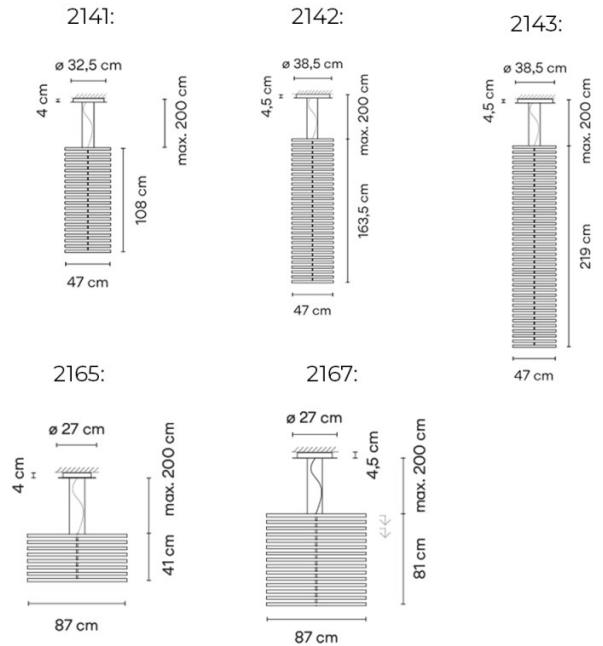 2141:
ø 32,5 cm
4 cm
max. 200 cm
108 cm
47 cm
2142:
ø 38,5 cm
4,5 cm
max. 200 cm
163,5 cm
47 cm
2143:
ø 38,5 cm
4,5 cm
max. 200 cm
219 cm
47 cm
2165:
ø 27 cm
4 cm
max. 200 cm
41 cm
87 cm
2167:
ø 27 cm
4,5 cm
max. 200 cm
81 cm
87 cm